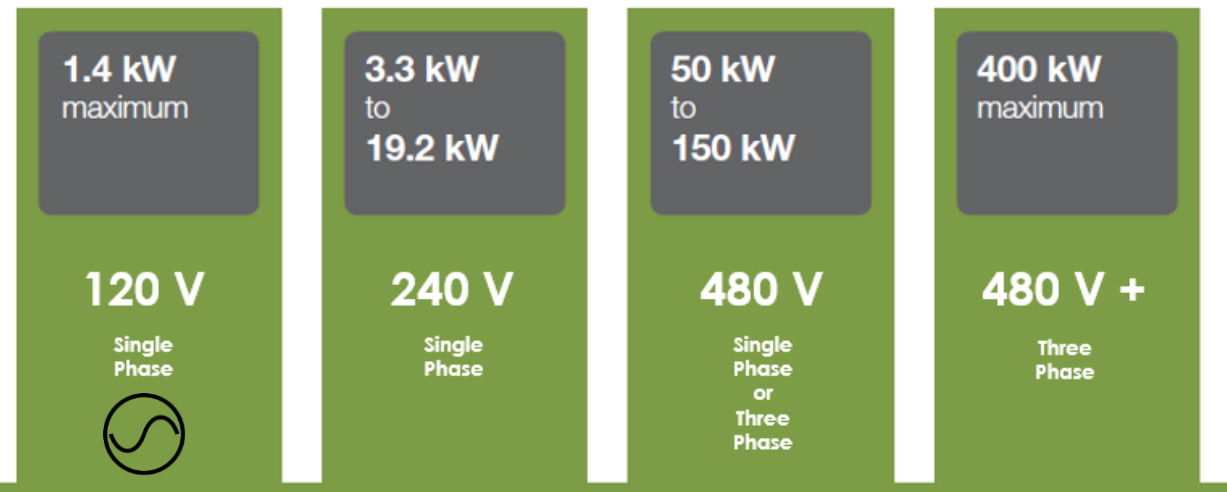 1.4 kW
maximum
120 V
Single
Phase
3.3 kW
to
19.2 kW
240 V
Single
Phase
50 kW
to
150 kW
480 V
Single
Phase
or
Three
Phase
400 kW
maximum
480 V +
Three
Phase